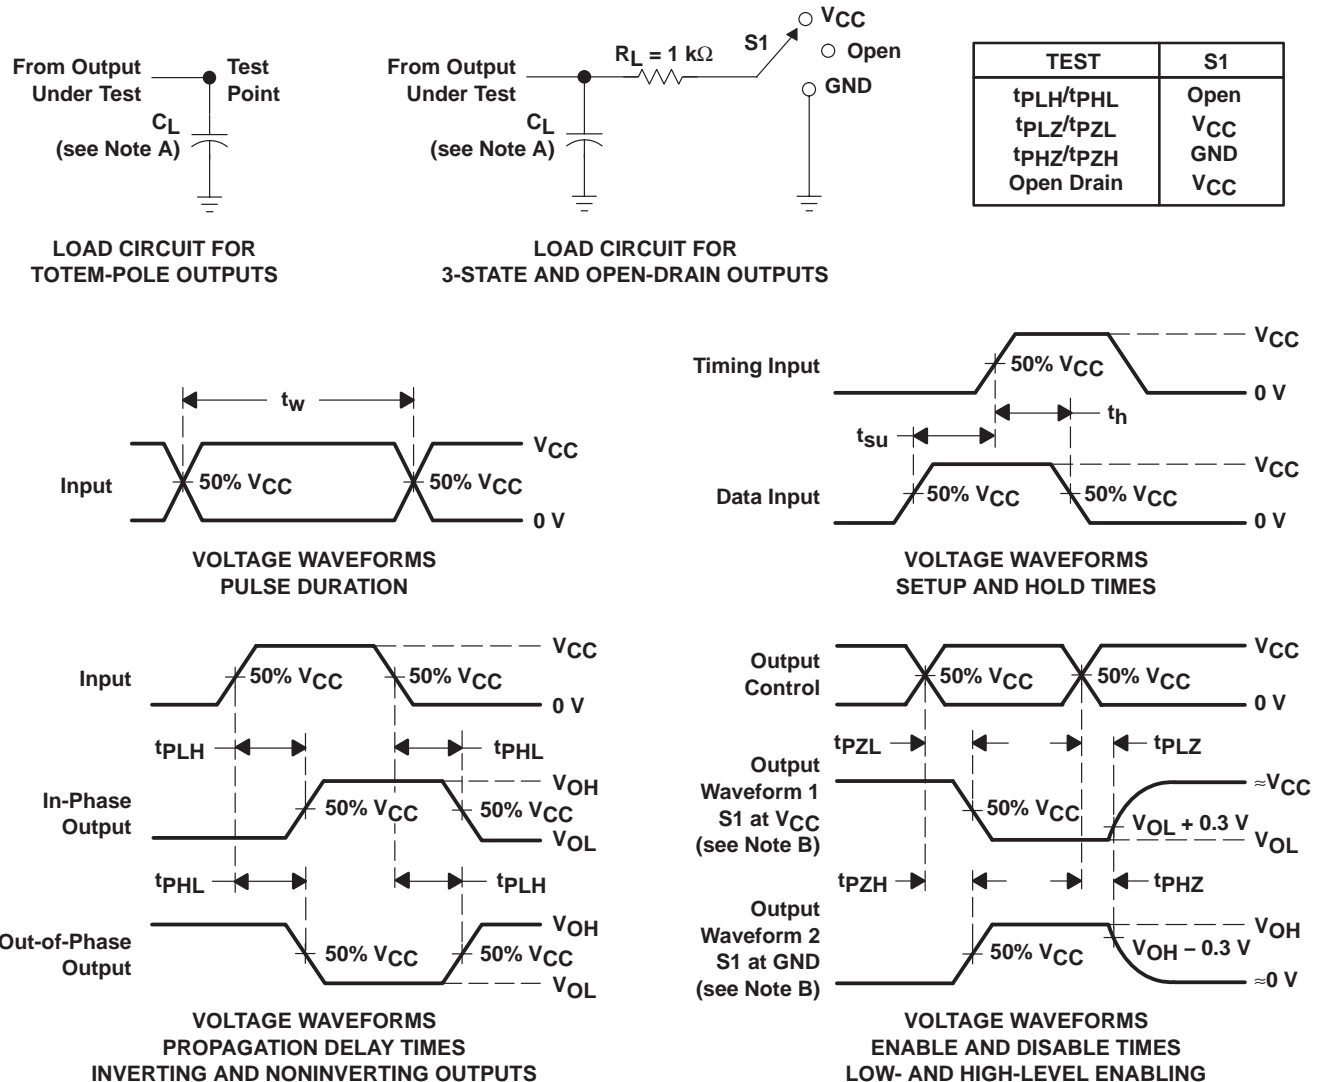 From Output
Under Test
Test
Point
CL
(see Note A)
LOAD CIRCUIT FOR
TOTEM-POLE OUTPUTS
From Output
Under Test
RL = 1 kΩ
S1
VCC
Open
GND
CL
(see Note A)
LOAD CIRCUIT FOR
3-STATE AND OPEN-DRAIN OUTPUTS
TEST S1
tPLH/tPHL Open
tPLZ/tPZL VCC
tPHZ/tPZH GND
Open Drain VCC
tw
Input
VCC
50% VCC
50% VCC
0 V
VOLTAGE WAVEFORMS
PULSE DURATION
Timing Input
VCC
50% VCC
0 V
th
tsu
Data Input
VCC
50% VCC
50% VCC
0 V
VOLTAGE WAVEFORMS
SETUP AND HOLD TIMES
Input
VCC
50% VCC
50% VCC
0 V
tPLH
tPHL
In-Phase
Output
VOH
50% VCC
50% VCC
VOL
tPHL
tPLH
Out-of-Phase
Output
VOH
50% VCC
50% VCC
VOL
VOLTAGE WAVEFORMS
PROPAGATION DELAY TIMES
INVERTING AND NONINVERTING OUTPUTS
Output
Control
VCC
50% VCC
50% VCC
0 V
tPZL
tPLZ
Output
Waveform 1
S1 at VCC
(see Note B)
≈VCC
50% VCC
VOL + 0.3 V
VOL
tPZH
tPHZ
Output
Waveform 2
S1 at GND
(see Note B)
VOH
50% VCC
VOH − 0.3 V
≈0 V
VOLTAGE WAVEFORMS
ENABLE AND DISABLE TIMES
LOW- AND HIGH-LEVEL ENABLING